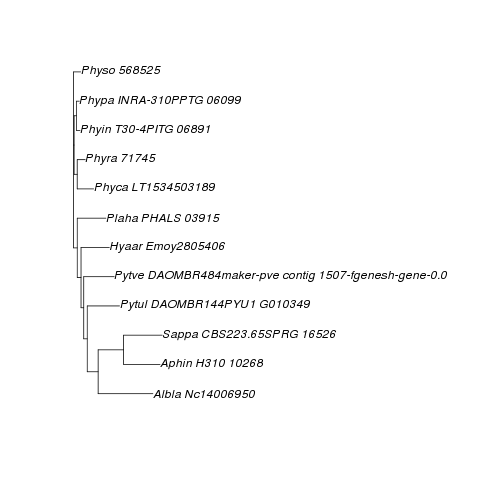 Physo 568525
Phypa INRA-310PPTG 06099
Phyin T30-4PITG 06891
Phyra 71745
Phyca LT1534503189
Plaha PHALS 03915
Hyaar Emoy2805406
Pytve DAOMBR484maker-pve contig 1507-fgenesh-gene-0.0
Pytul DAOMBR144PYU1 G010349
Sappa CBS223.65SPRG 16526
Aphin H310 10268
Albla Nc14006950